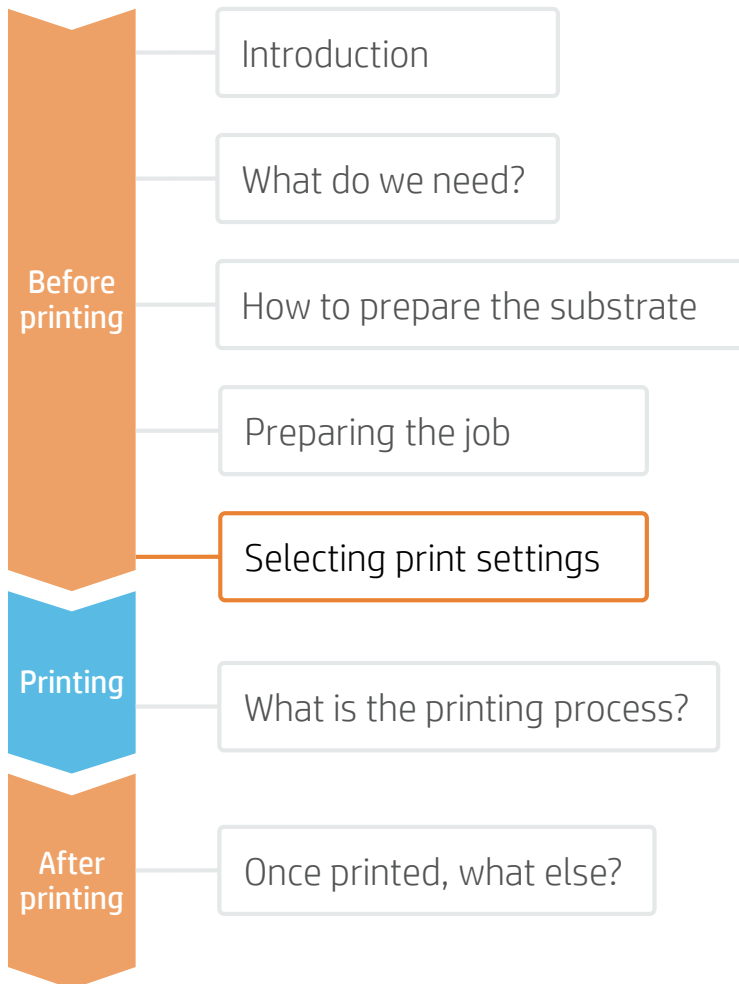 Introduction
What do we need?
Before
printing
How to prepare the substrate
Preparing the job
Selecting print settings
Printing
What is the printing process?
After
printing
Once printed, what else?